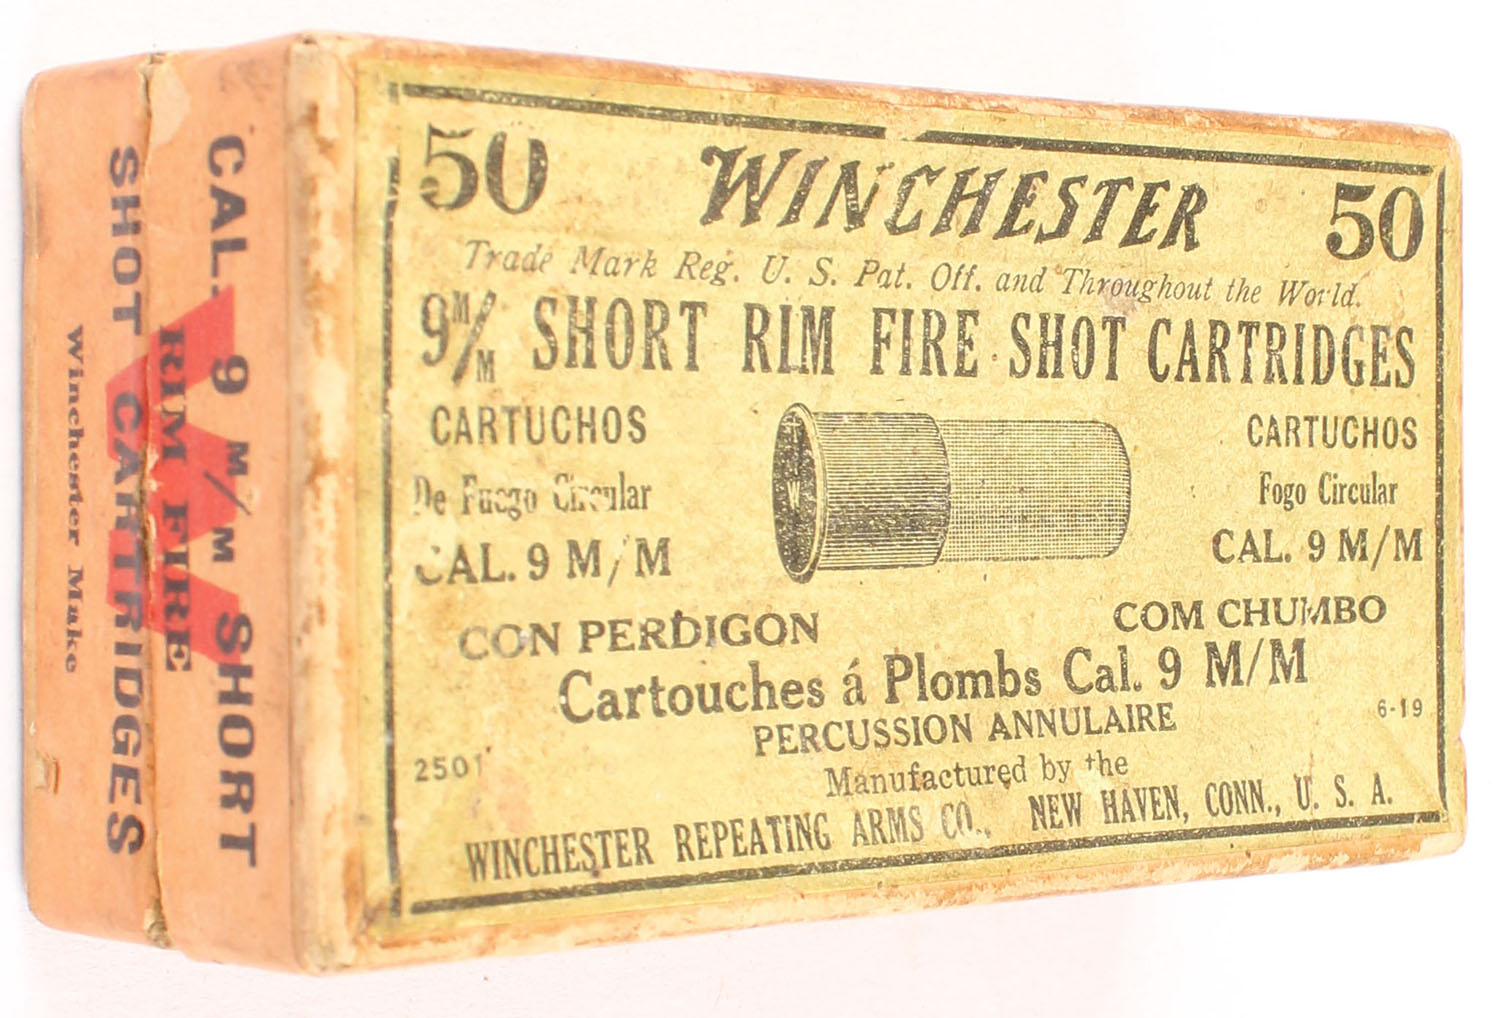 50 WINCHESTER 50
Trade Mark Reg. U. S. Pat. Off. and Throughout the World.
9 M/M SHORT RIM FIRE SHOT CARTRIDGES
CARTUCHOS
De Fuego Circular
CAL. 9 M/M
CON PERDIGON
W
CARTUCHOS
Fogo Circular
CAL. 9 M/M
COM CHUMBO
Cartouches á Plombs Cal. 9 M/M
PERCUSSION ANNULAIRE
2501
6-19
Manufactured by the
WINCHESTER REPEATING ARMS CO., NEW HAVEN, CONN., U. S. A.
CAL. 9 M/M SHORT
RIM FIRE
SHOT CARTRIDGES
Winchester Make
W